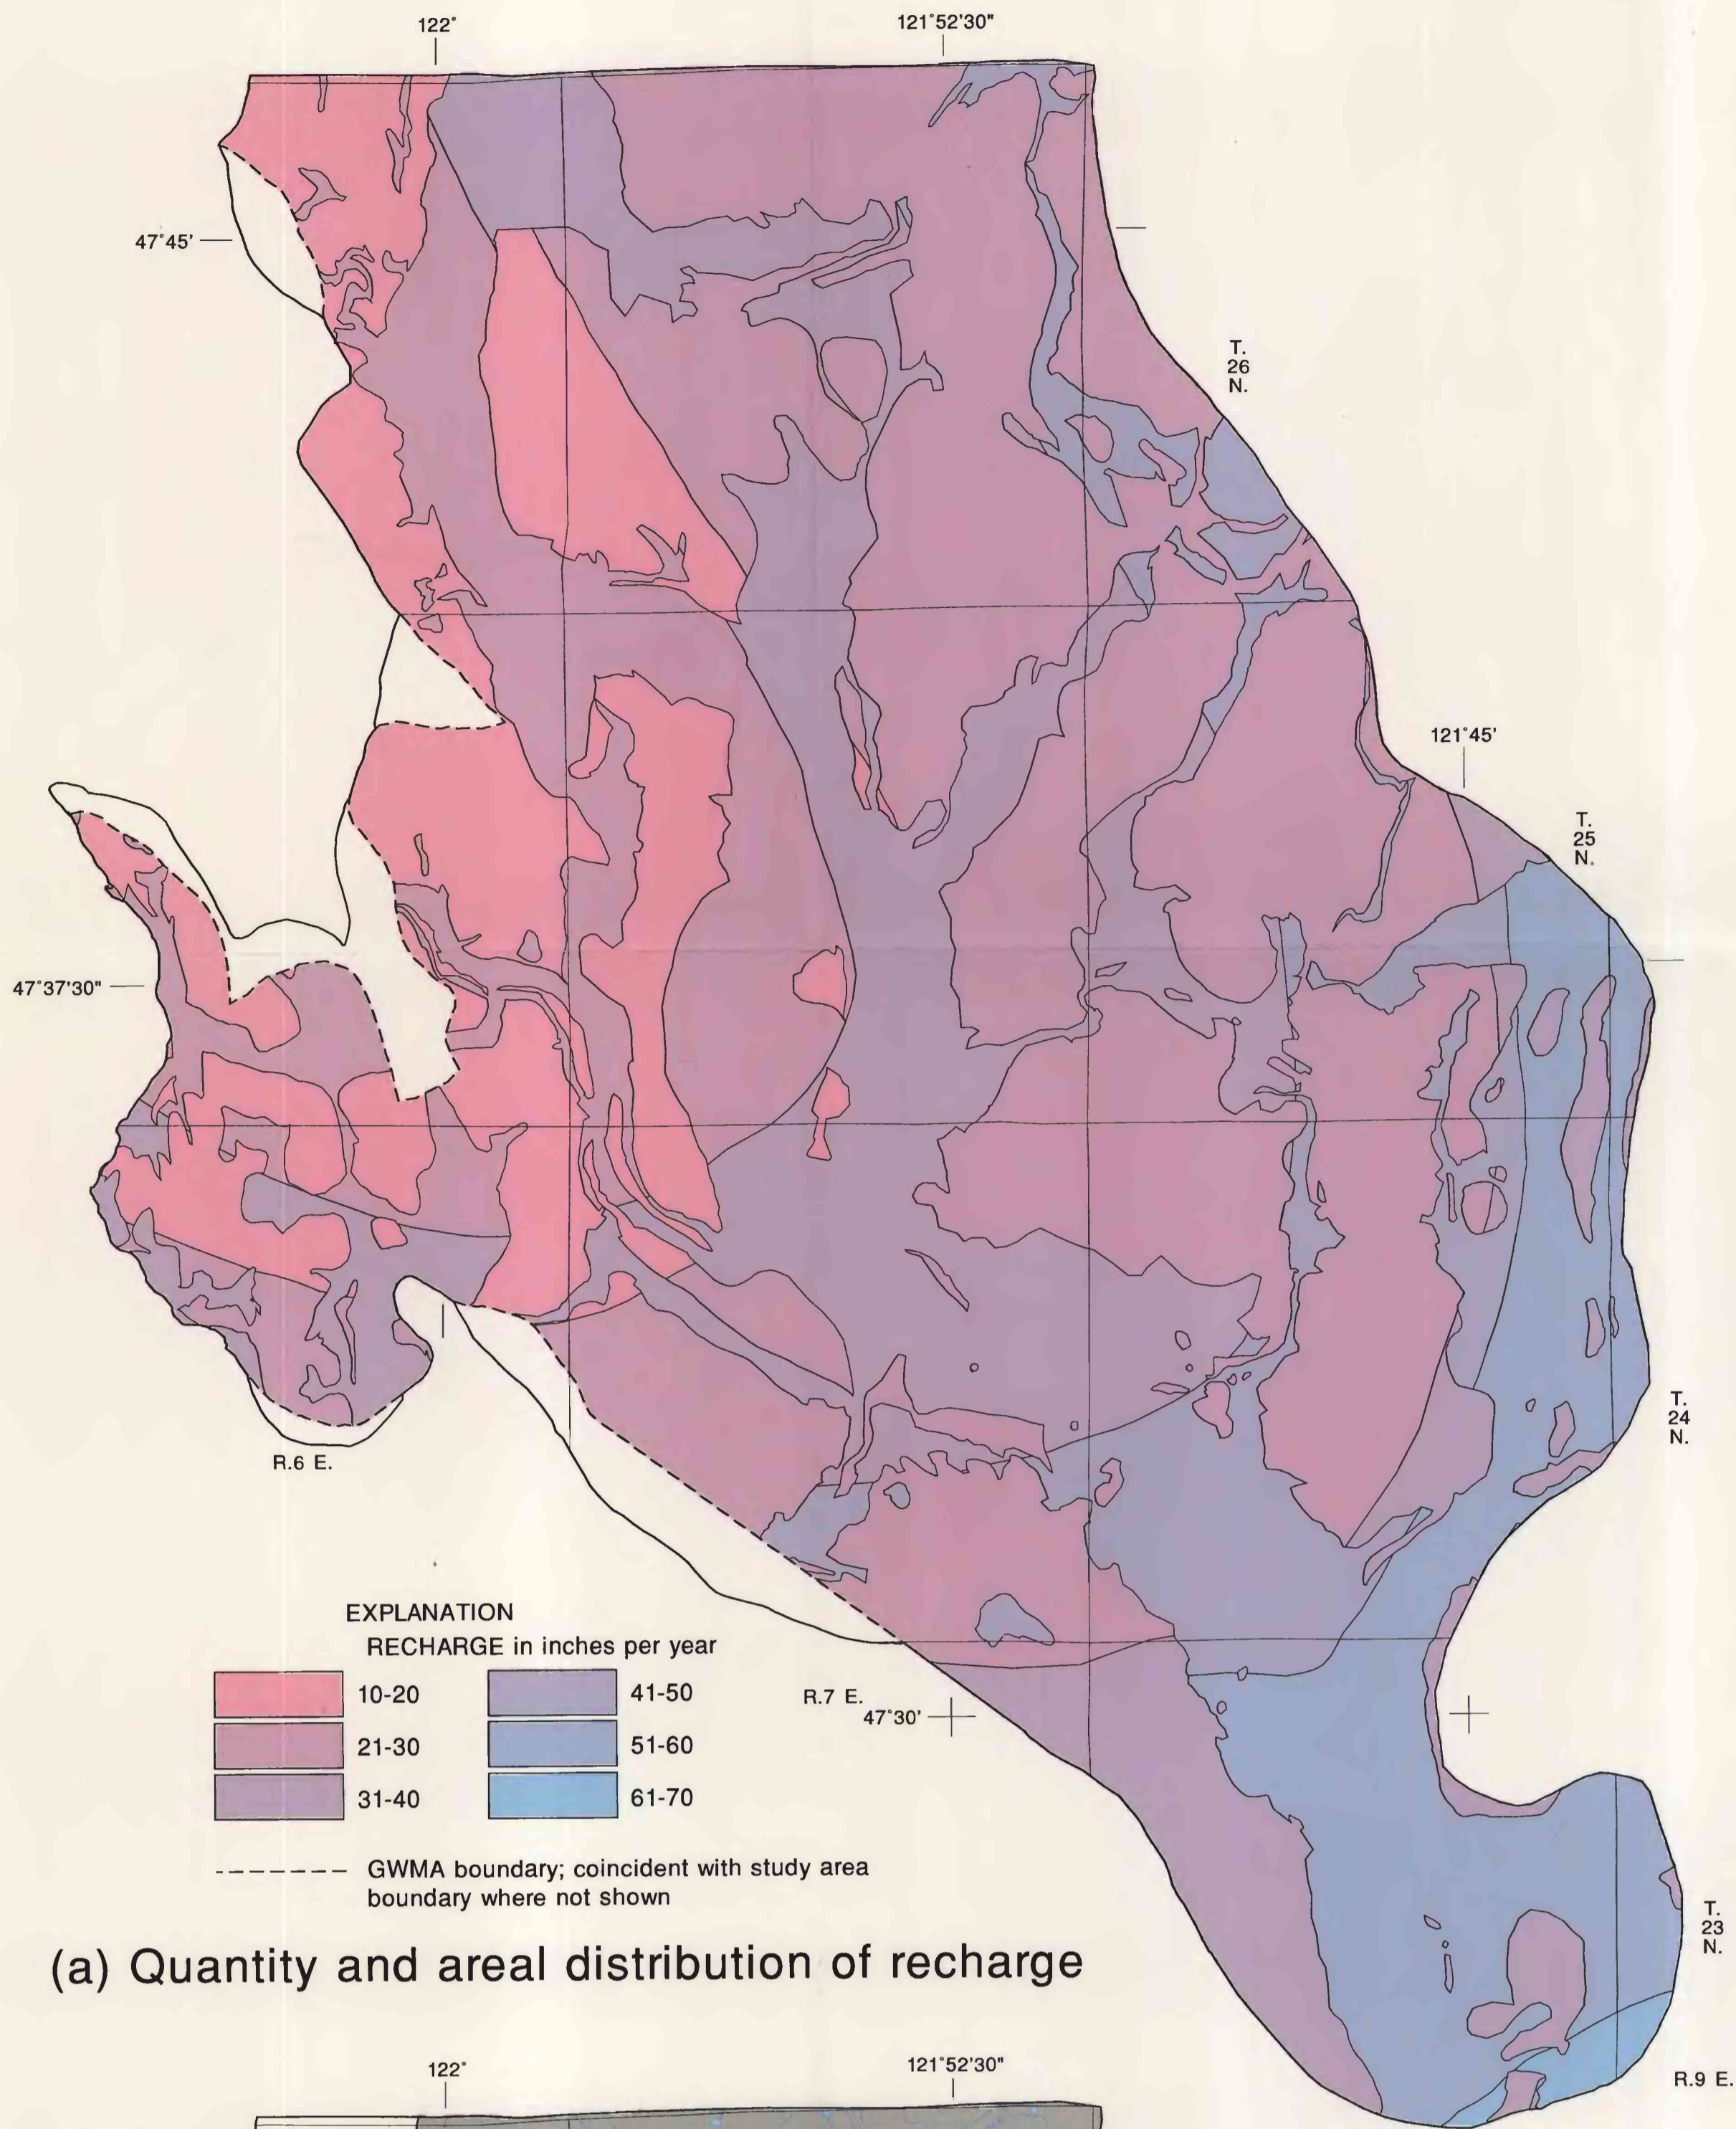 122°
121°52'30"
47°45'
T.
26
N.
121°45'
T.
25
N.
47°37'30"
T.
24
N.
R.6 E.
EXPLANATION
RECHARGE in inches per year
10-20
41-50
21-30
51-60
31-40
61-70
R.7 E.
47°30'
GWMA boundary; coincident with study area
boundary where not shown
T.
23
N.
(a) Quantity and areal distribution of recharge
122°
121°52'30"
R.9 E.